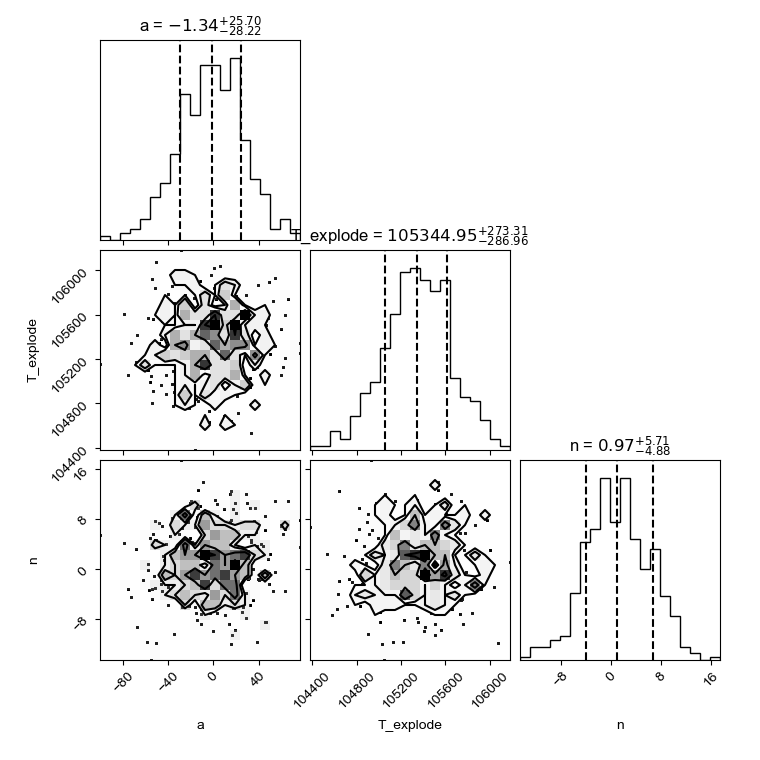 a = −1.34 +25.70 −28.22
T_explode = 105344.95 +273.31 −286.96
106000
105600
105200
104800
104400
T_explode
n = 0.97 +5.71 −4.88
16
8
0
−8
n
−80 −40 0 40
104400 104800 105200 105600 106000
−8 0 8 16
a T_explode n